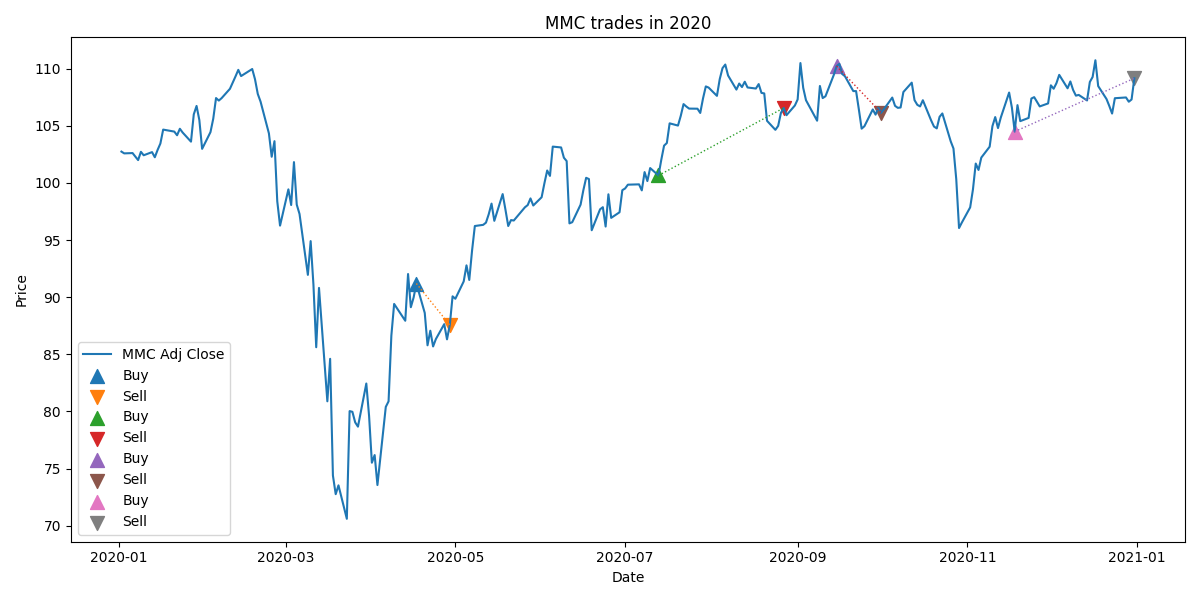 MMC trades in 2020
Price
110
105
100
95
90
85
80
75
70
MMC Adj Close
Buy
Sell
Buy
Sell
Buy
Sell
Buy
Sell
2020-01
2020-03
2020-05
2020-07
2020-09
2020-11
2021-01
Date